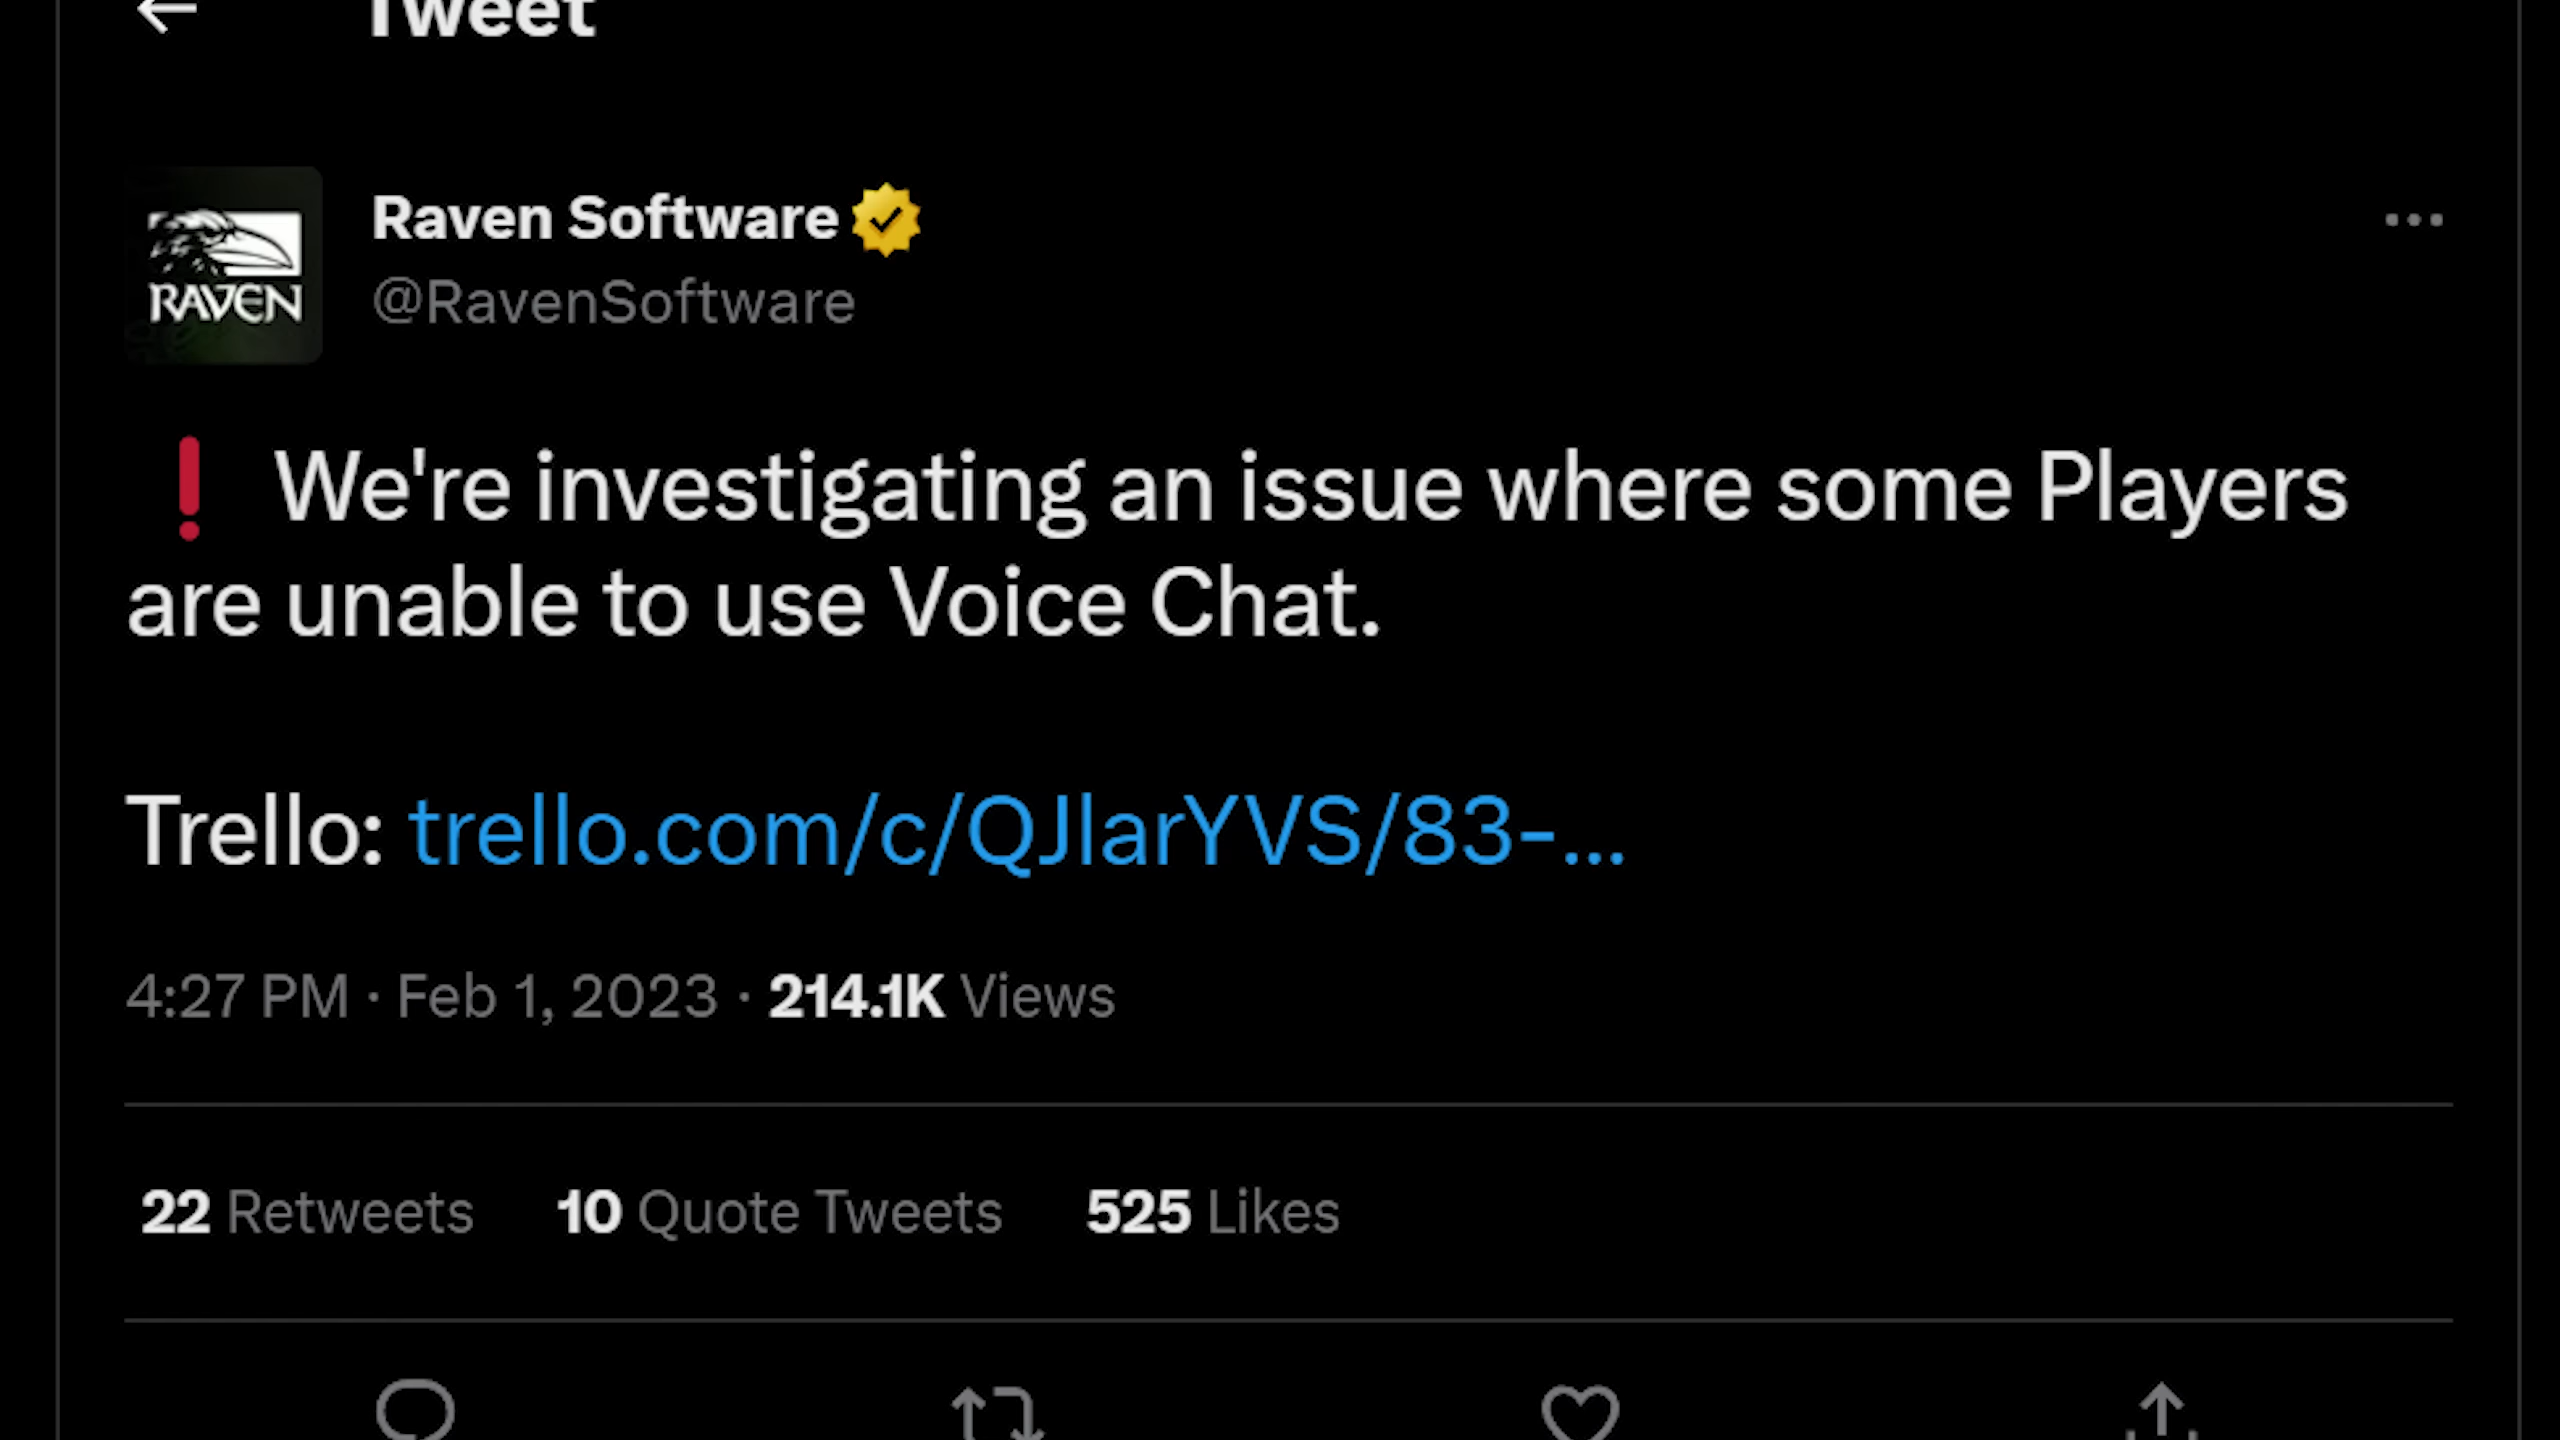 Tweet
RAVEN
Raven Software
@RavenSoftware
❗ We're investigating an issue where some Players
are unable to use Voice Chat.
Trello: trello.com/c/QJlarYVS/83-...
4:27 PM · Feb 1, 2023 · 214.1K Views
22 Retweets 10 Quote Tweets 525 Likes